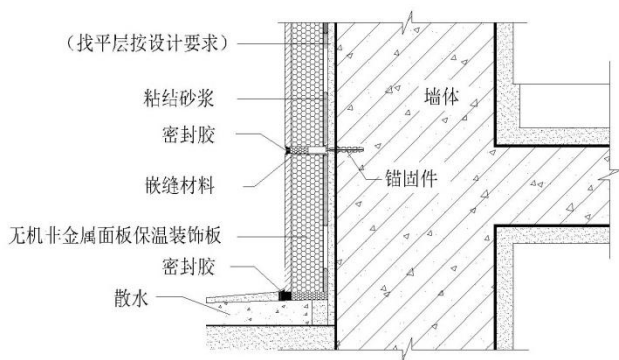 （找平层按设计要求）
粘结砂浆
墙体
密封胶
嵌缝材料
锚固件
无机非金属面板保温装饰板
密封胶
散水